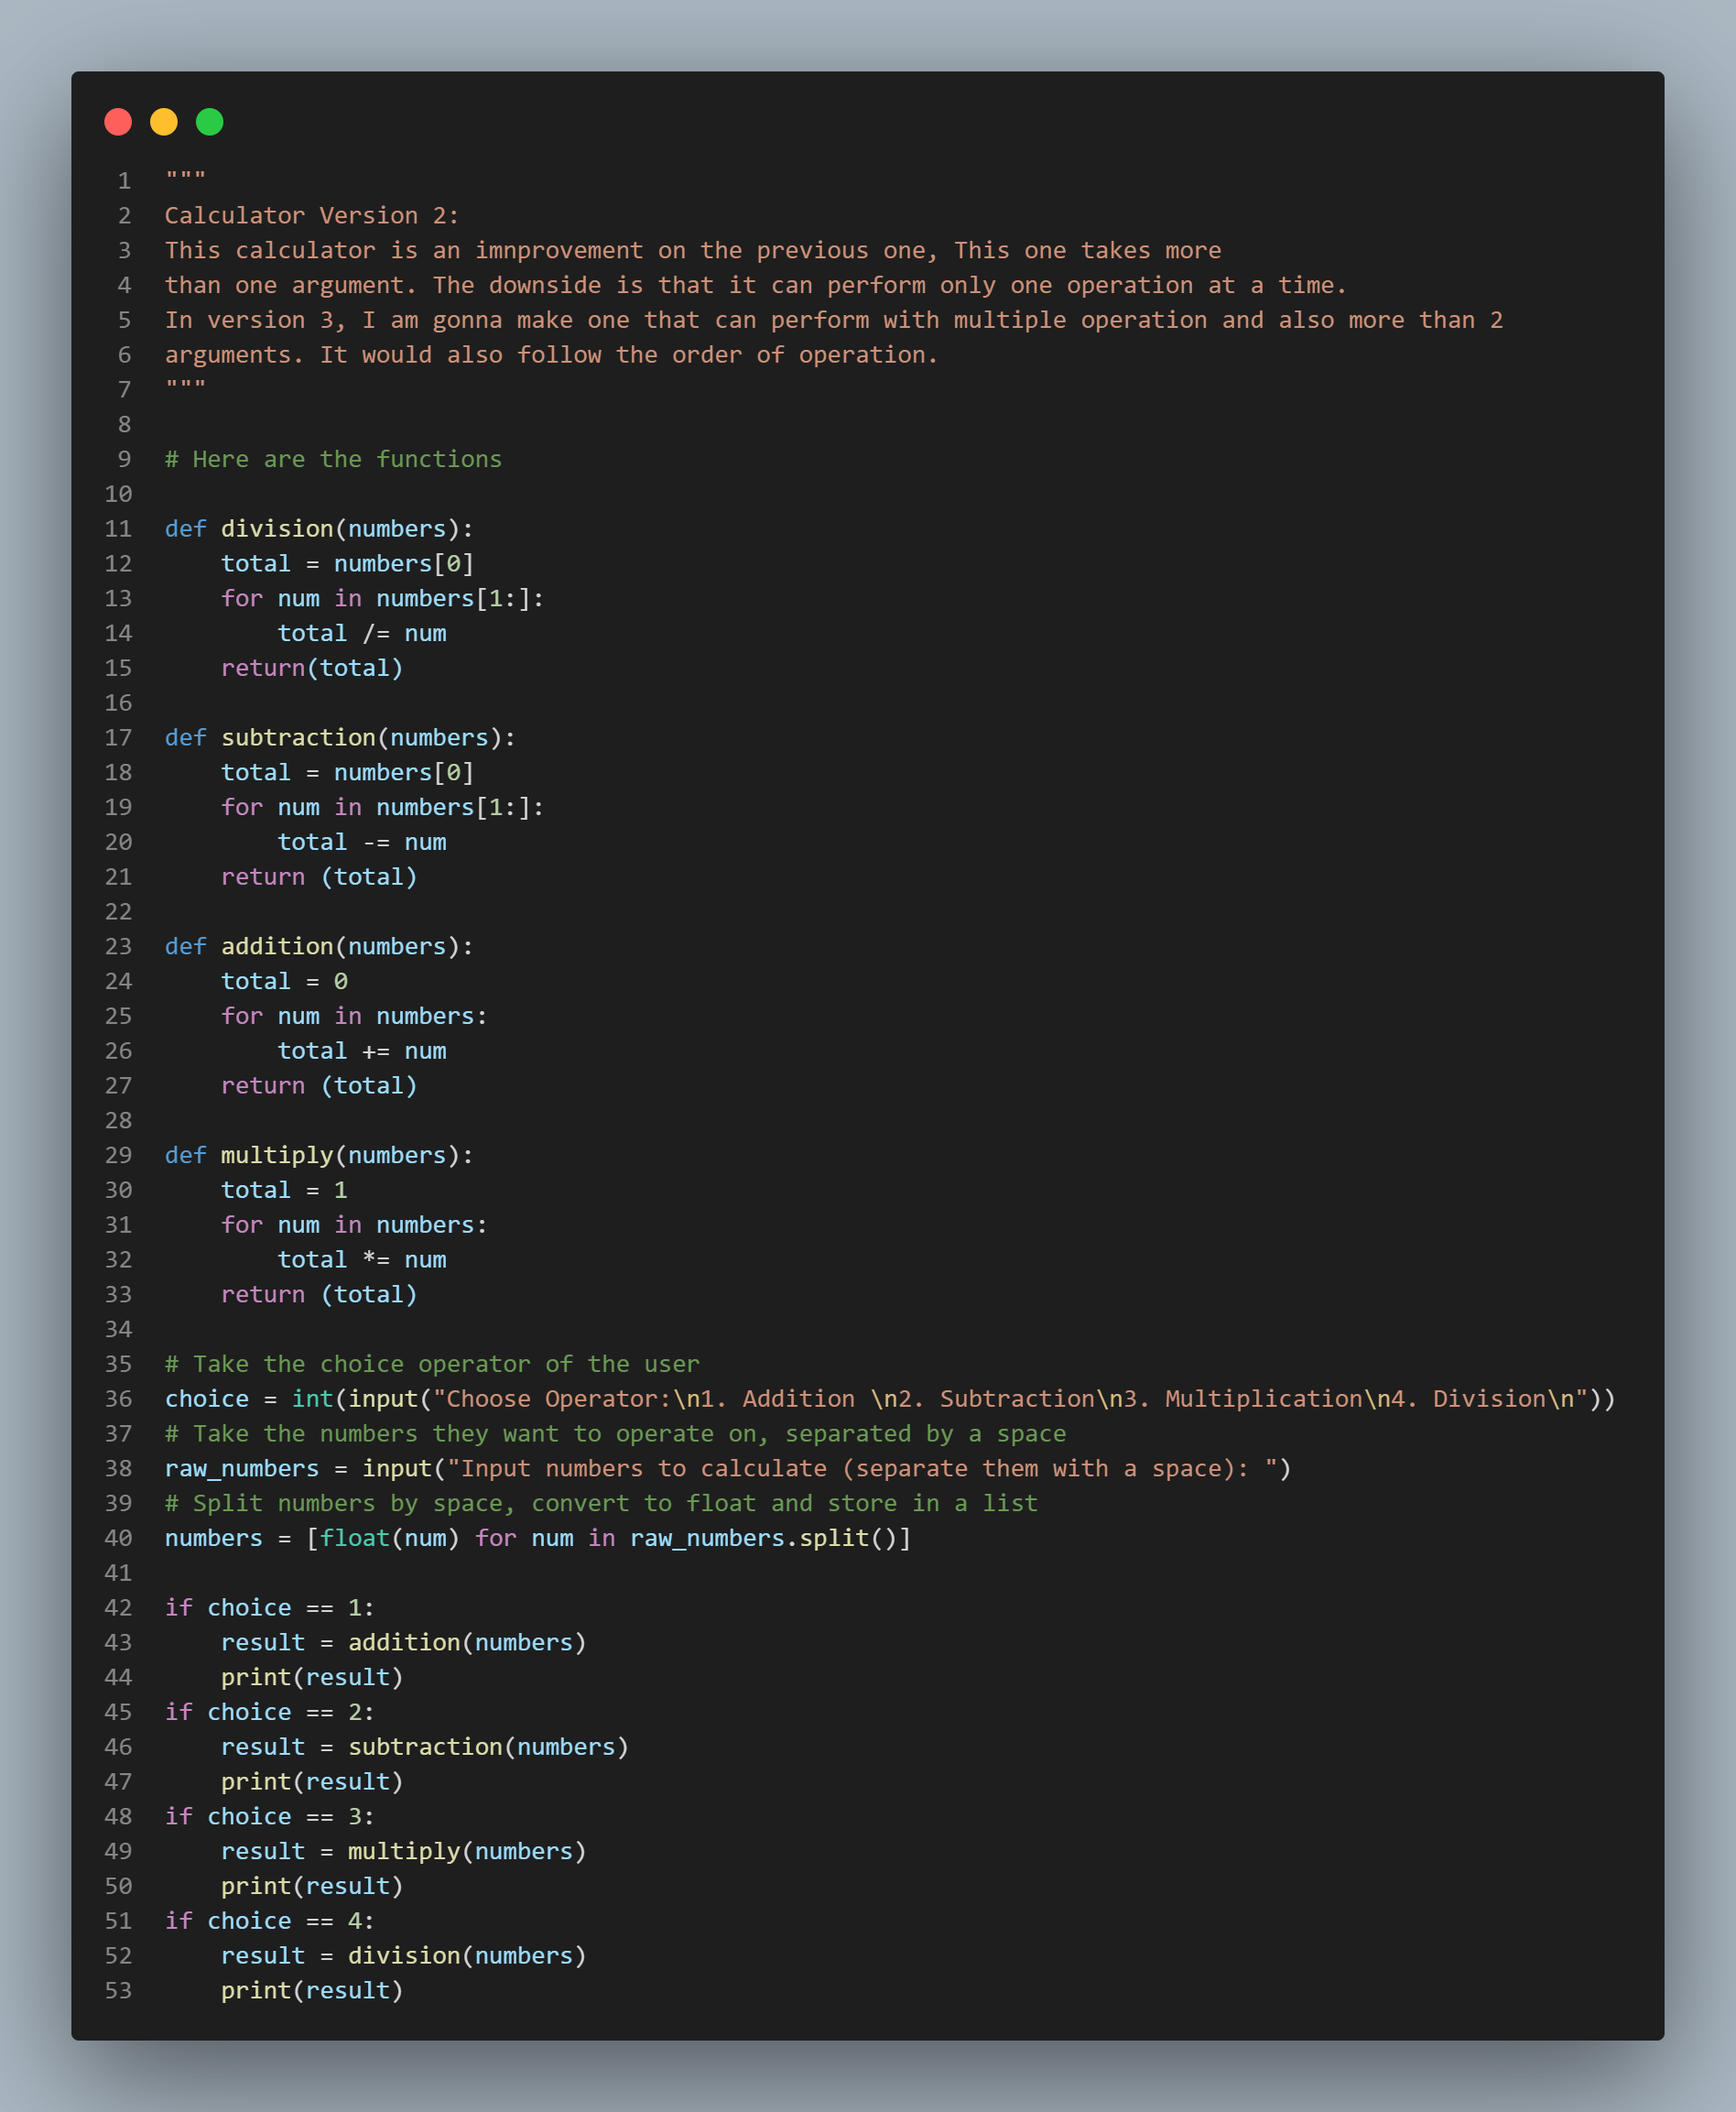 1 """
2 Calculator Version 2:
3 This calculator is an imnprovement on the previous one, This one takes more
4 than one argument. The downside is that it can perform only one operation at a time.
5 In version 3, I am gonna make one that can perform with multiple operation and also more than 2
6 arguments. It would also follow the order of operation.
7 """
8
9 # Here are the functions
10
11 def division(numbers):
12     total = numbers[0]
13     for num in numbers[1:]:
14         total /= num
15     return(total)
16
17 def subtraction(numbers):
18     total = numbers[0]
19     for num in numbers[1:]:
20         total -= num
21     return (total)
22
23 def addition(numbers):
24     total = 0
25     for num in numbers:
26         total += num
27     return (total)
28
29 def multiply(numbers):
30     total = 1
31     for num in numbers:
32         total *= num
33     return (total)
34
35 # Take the choice operator of the user
36 choice = int(input("Choose Operator:\n1. Addition \n2. Subtraction\n3. Multiplication\n4. Division\n"))
37 # Take the numbers they want to operate on, separated by a space
38 raw_numbers = input("Input numbers to calculate (separate them with a space): ")
39 # Split numbers by space, convert to float and store in a list
40 numbers = [float(num) for num in raw_numbers.split()]
41
42 if choice == 1:
43     result = addition(numbers)
44     print(result)
45 if choice == 2:
46     result = subtraction(numbers)
47     print(result)
48 if choice == 3:
49     result = multiply(numbers)
50     print(result)
51 if choice == 4:
52     result = division(numbers)
53     print(result)